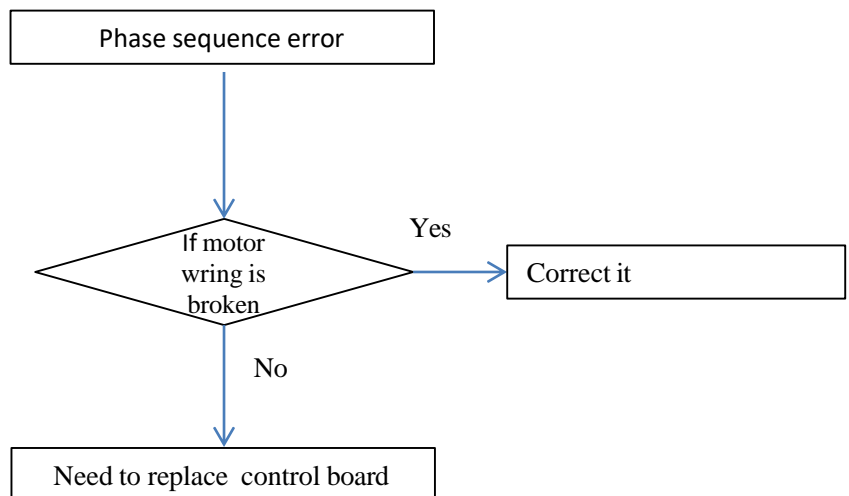 Phase sequence error
Yes
If motor
wring is
broken
Correct it
No
Need to replace control board